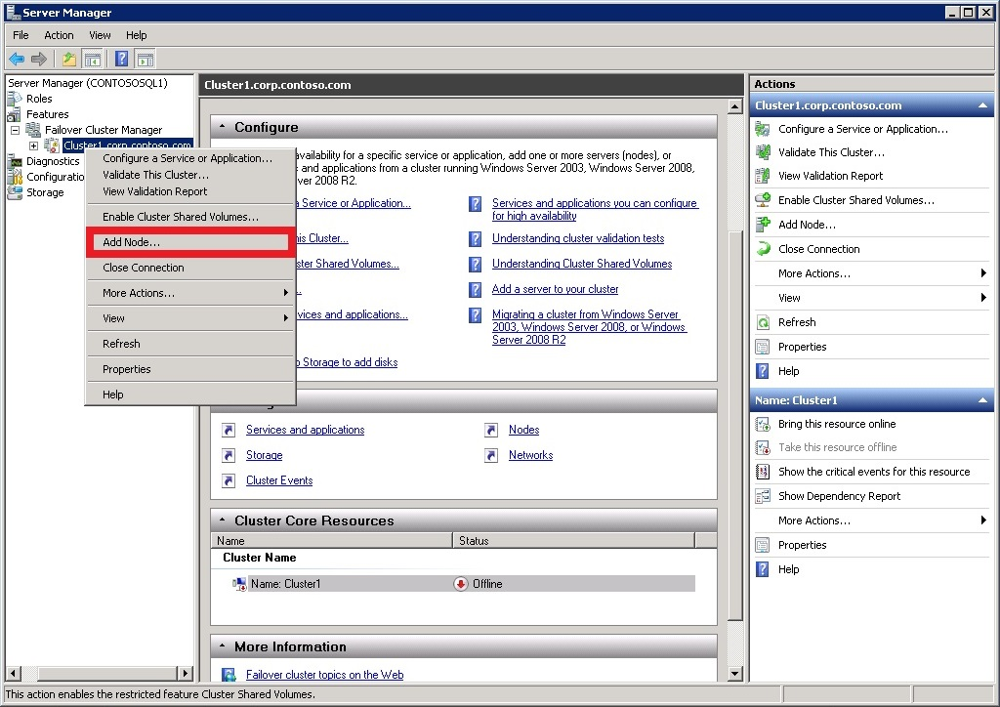 Server Manager
File Action View Help
Server Manager (CONTOSOSQL1)
Roles
Features
Failover Cluster Manager
Cluster1.corp.contoso.com
Diagnostics
Configuratio
Storage
Configure a Service or Application...
Validate This Cluster...
View Validation Report
Enable Cluster Shared Volumes...
Add Node...
Close Connection
More Actions...
View
Refresh
Properties
Help
Cluster1.corp.contoso.com
Configure
availability for a specific service or application, add one or more servers (nodes), or
s and applications from a cluster running Windows Server 2003, Windows Server 2008,
ver 2008 R2.
a Service or Application...
his Cluster...
ster Shared Volumes...
vices and applications...
o Storage to add disks
Services and applications you can configure
for high availability
Understanding cluster validation tests
Understanding Cluster Shared Volumes
Add a server to your cluster
Migrating a cluster from Windows Server
2003, Windows Server 2008, or Windows
Server 2008 R2
Services and applications
Nodes
Storage
Networks
Cluster Events
Cluster Core Resources
Name Status
Cluster Name
Name: Cluster1 Offline
More Information
Failover cluster topics on the Web
Actions
Cluster1.corp.contoso.com
Configure a Service or Application...
Validate This Cluster...
View Validation Report
Enable Cluster Shared Volumes...
Add Node...
Close Connection
More Actions...
View
Refresh
Properties
Help
Name: Cluster1
Bring this resource online
Take this resource offline
Show the critical events for this resource
Show Dependency Report
More Actions...
Properties
Help
This action enables the restricted feature Cluster Shared Volumes.